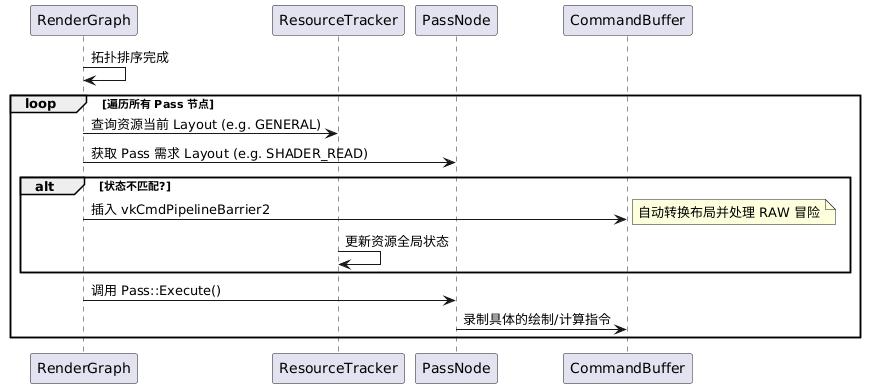 RenderGraph ResourceTracker PassNode CommandBuffer
拓扑排序完成
loop [遍历所有 Pass 节点]
查询资源当前 Layout (e.g. GENERAL)
获取 Pass 需求 Layout (e.g. SHADER_READ)
alt [状态不匹配?]
插入 vkCmdPipelineBarrier2 自动转换布局并处理 RAW 冒险
更新资源全局状态
调用 Pass::Execute()
录制具体的绘制/计算指令
RenderGraph ResourceTracker PassNode CommandBuffer